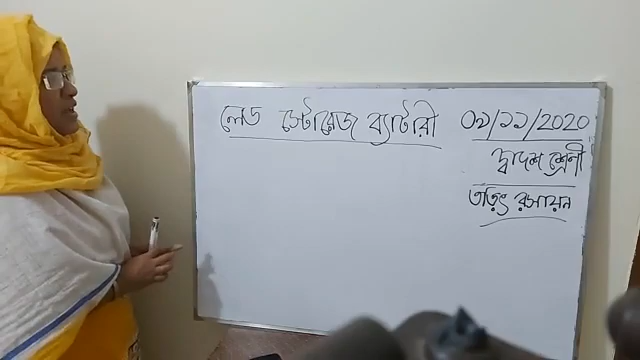 লেড স্টোরেজ ব্যাটারী
০৯/১১/2020
দ্বাদশ শ্রেণী
তড়িৎ রসায়ন